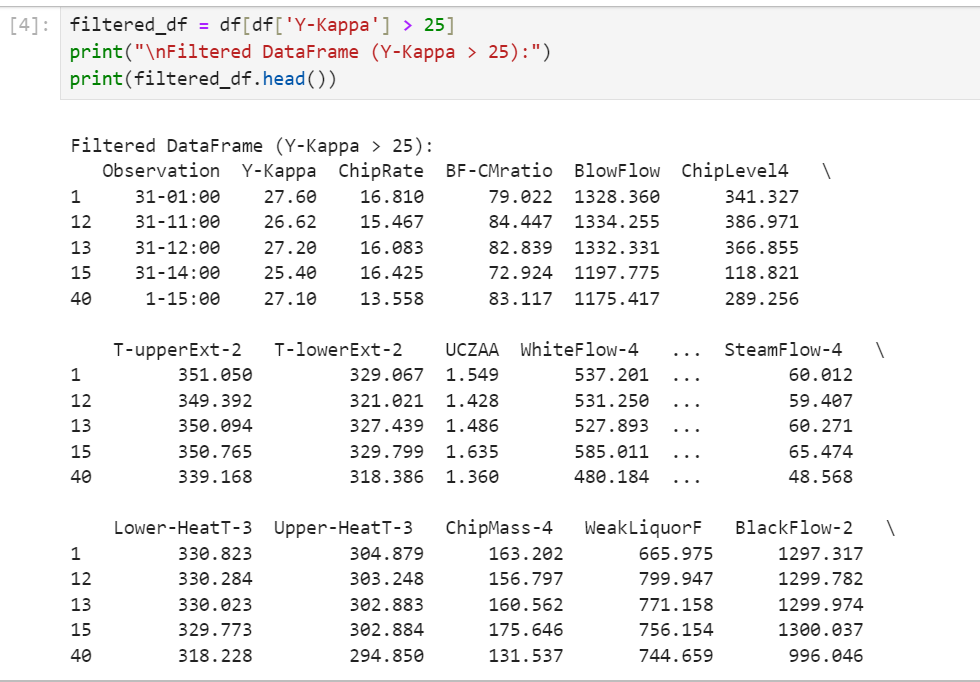 [4]: filtered_df = df[df['Y-Kappa'] > 25]
print("\nFiltered DataFrame (Y-Kappa > 25):")
print(filtered_df.head())
Filtered DataFrame (Y-Kappa > 25):
Observation Y-Kappa ChipRate BF-CMratio BlowFlow ChipLevel4 \
1 31-01:00 27.60 16.810 79.022 1328.360 341.327
12 31-11:00 26.62 15.467 84.447 1334.255 386.971
13 31-12:00 27.20 16.083 82.839 1332.331 366.855
15 31-14:00 25.40 16.425 72.924 1197.775 118.821
40 1-15:00 27.10 13.558 83.117 1175.417 289.256
T-upperExt-2 T-lowerExt-2 UCZAA WhiteFlow-4 ... SteamFlow-4 \
1 351.050 329.067 1.549 537.201 ... 60.012
12 349.392 321.021 1.428 531.250 ... 59.407
13 350.094 327.439 1.486 527.893 ... 60.271
15 350.765 329.799 1.635 585.011 ... 65.474
40 339.168 318.386 1.360 480.184 ... 48.568
Lower-HeatT-3 Upper-HeatT-3 ChipMass-4 WeakLiquorF BlackFlow-2 \
1 330.823 304.879 163.202 665.975 1297.317
12 330.284 303.248 156.797 799.947 1299.782
13 330.023 302.883 160.562 771.158 1299.974
15 329.773 302.884 175.646 756.154 1300.037
40 318.228 294.850 131.537 744.659 996.046